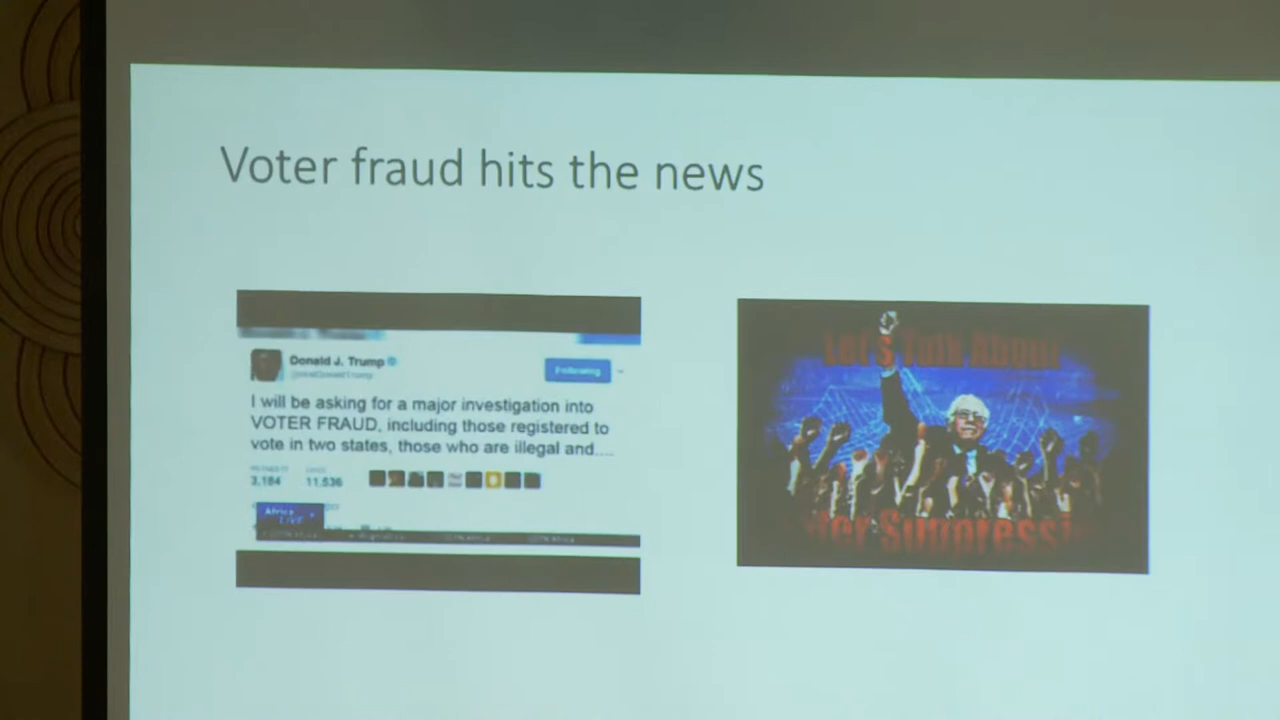 Voter fraud hits the news
Donald J. Trump
Following
I will be asking for a major investigation into
VOTER FRAUD, including those registered to
vote in two states, those who are illegal and....
3,184 11,536
Africa
LIVE
Let's Talk About
ter Suppressi